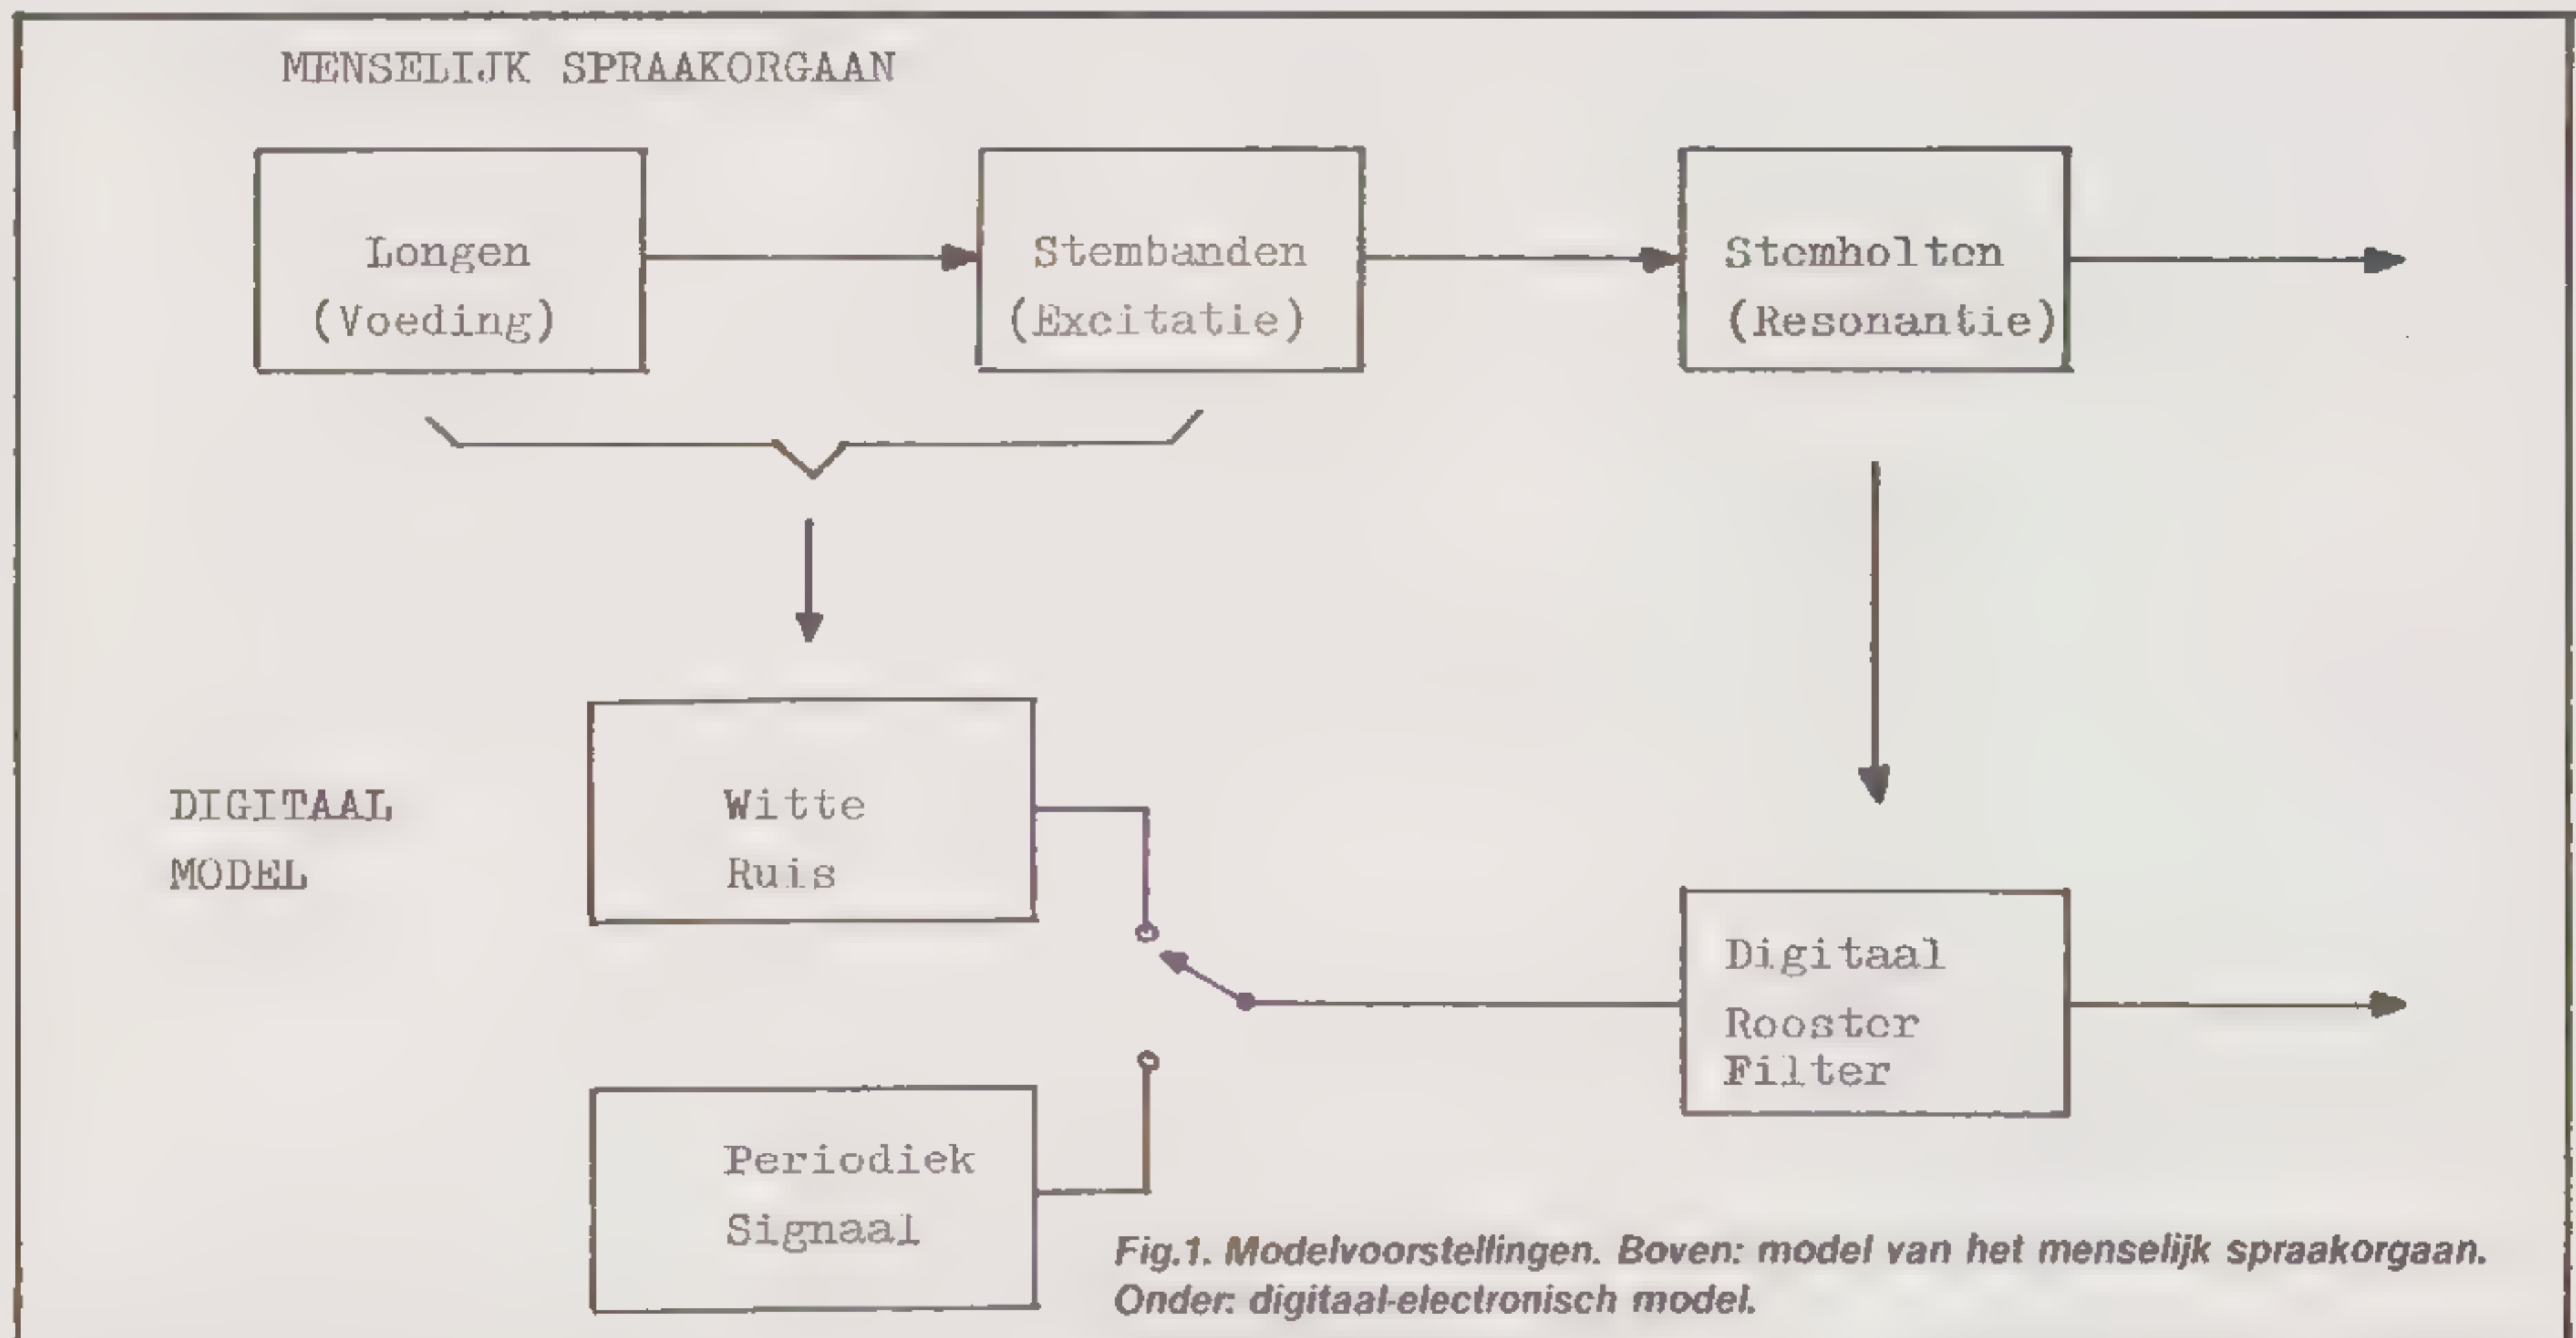 MENSELIJK SPRAAKORGAAN
Longen
(Voeding)
Stembanden
(Excitatie)
Stemholten
(Resonantie)
DIGITAAL
MODEL
Witte
Ruis
Digitaal
Rooster
Filter
Periodiek
Signaal
Fig.1. Modelvoorstellingen. Boven: model van het menselijk spraakorgaan.
Onder: digitaal-electronisch model.